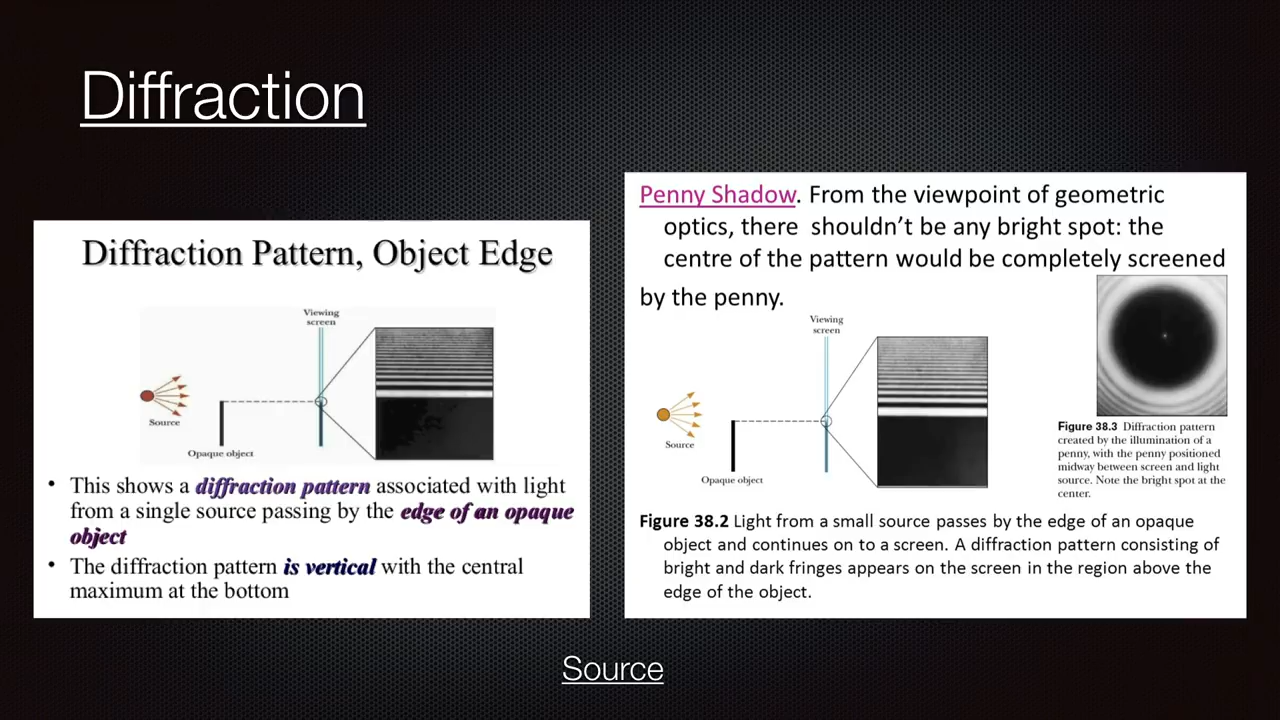 Diffraction
Diffraction Pattern, Object Edge
Viewing
screen
Source
Opaque object
• This shows a diffraction pattern associated with light
from a single source passing by the edge of an opaque
object
• The diffraction pattern is vertical with the central
maximum at the bottom
Penny Shadow. From the viewpoint of geometric
optics, there shouldn't be any bright spot: the
centre of the pattern would be completely screened
by the penny.
Viewing
screen
Source
Opaque object
Figure 38.3 Diffraction pattern
created by the illumination of a
penny, with the penny positioned
midway between screen and light
source. Note the bright spot at the
center.
Figure 38.2 Light from a small source passes by the edge of an opaque
object and continues on to a screen. A diffraction pattern consisting of
bright and dark fringes appears on the screen in the region above the
edge of the object.
Source